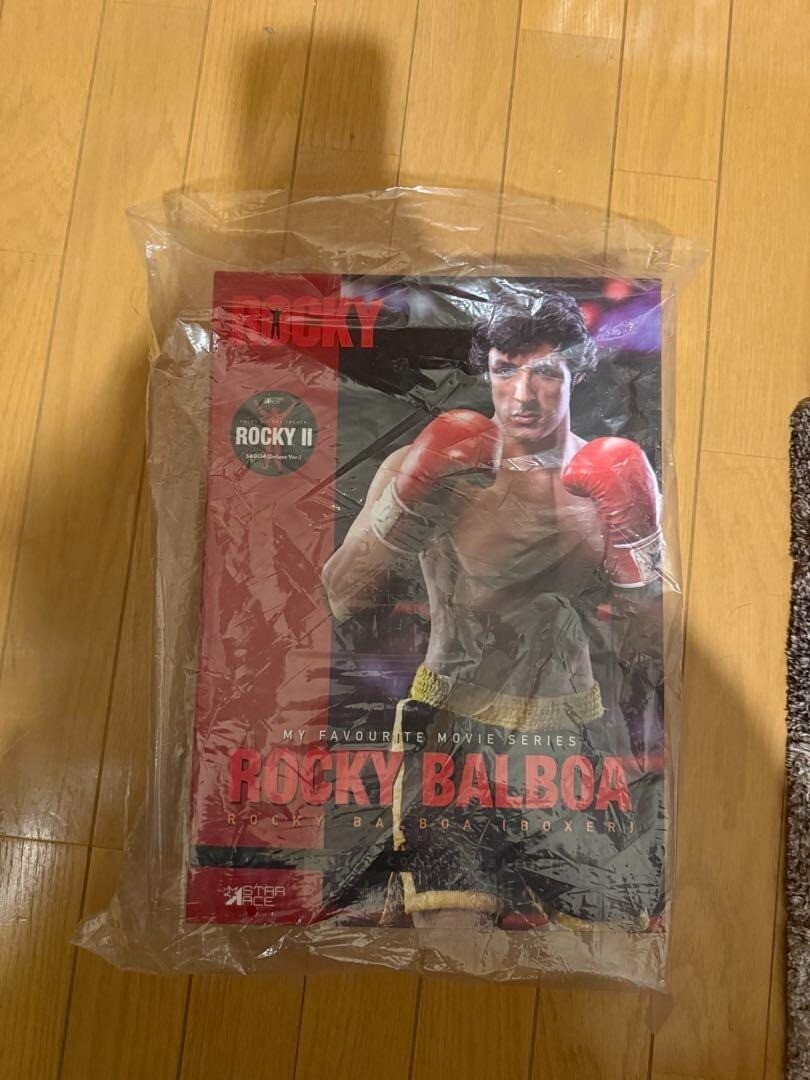 ROCKY
ROCKY II
SA0134 (Deluxe Ver.)
MY FAVOURITE MOVIE SERIES
ROCKY BALBOA
ROCKY BALBOA (BOXER)
STAR
ACE